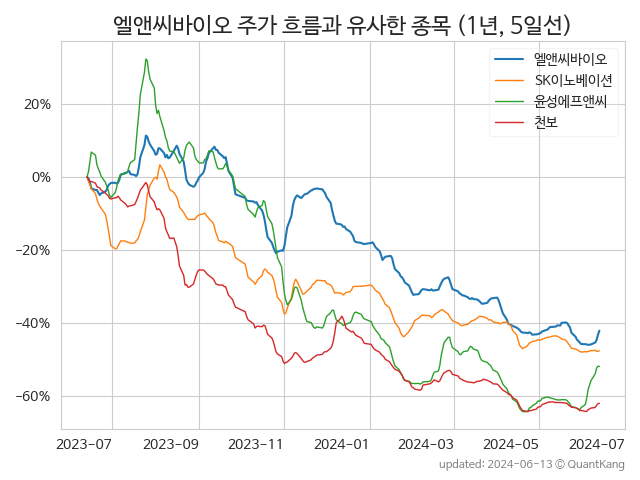 엘앤씨바이오 주가 흐름과 유사한 종목 (1년, 5일선)
엘앤씨바이오
SK이노베이션
윤성에프앤씨
천보
20%
0%
−20%
−40%
−60%
2023-07 2023-09 2023-11 2024-01 2024-03 2024-05 2024-07
updated: 2024-06-13 © QuantKang